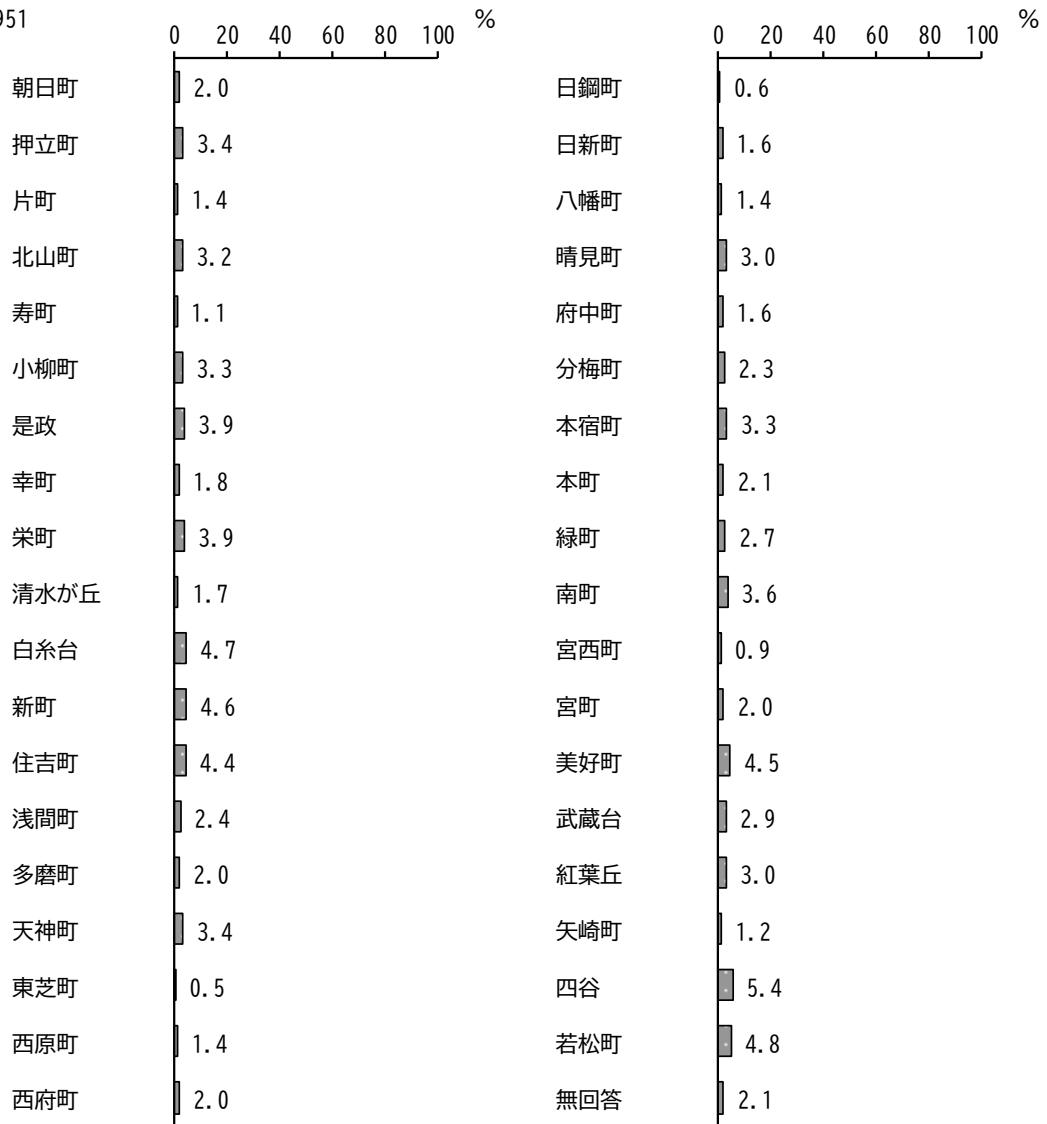 951
0 20 40 60 80 100 %
朝日町 2.0
押立町 3.4
片町 1.4
北山町 3.2
寿町 1.1
小柳町 3.3
是政 3.9
幸町 1.8
栄町 3.9
清水が丘 1.7
白糸台 4.7
新町 4.6
住吉町 4.4
浅間町 2.4
多磨町 2.0
天神町 3.4
東芝町 0.5
西原町 1.4
西府町 2.0
0 20 40 60 80 100 %
日鋼町 0.6
日新町 1.6
八幡町 1.4
晴見町 3.0
府中町 1.6
分梅町 2.3
本宿町 3.3
本町 2.1
緑町 2.7
南町 3.6
宮西町 0.9
宮町 2.0
美好町 4.5
武蔵台 2.9
紅葉丘 3.0
矢崎町 1.2
四谷 5.4
若松町 4.8
無回答 2.1